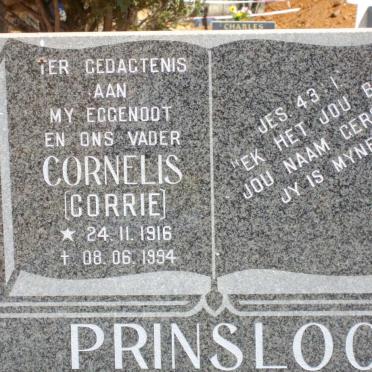 CHARLES
TER GEDAGTENIS
AAN
MY EGGENOOT
EN ONS VADER
CORNELIS
(CORRIE)
★ 24.11.1916
† 08.06.1994
JES 43:1
"EK HET JOU
JOU NAAM
JY IS MYNE
PRINSLOO